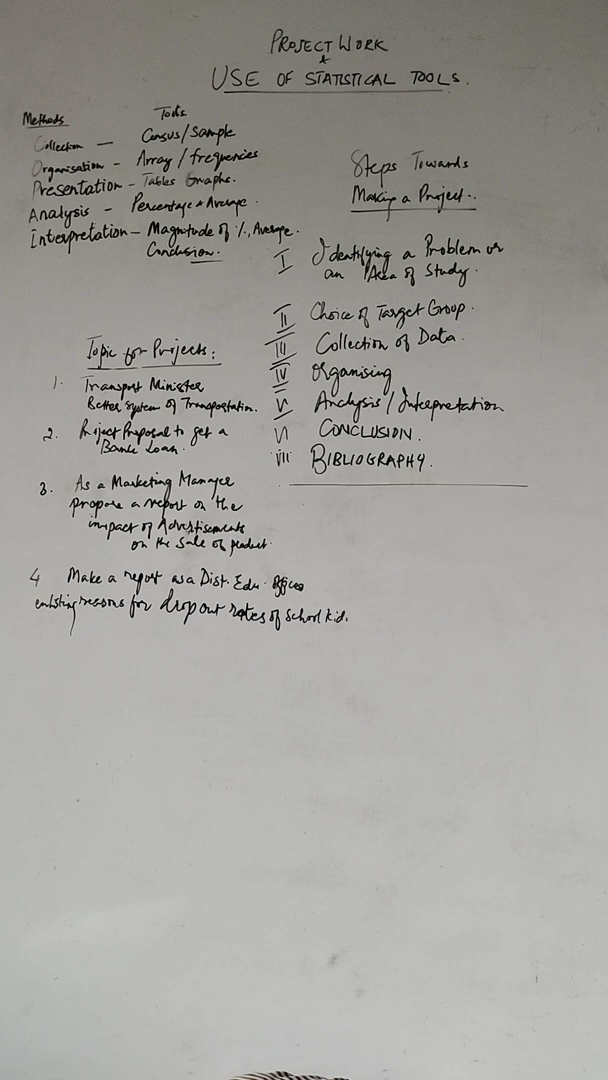 PROJECT WORK
&
USE OF STATISTICAL TOOLS.
Methods Tools
Collection — Census/Sample
Organisation - Array / frequencies
Presentation - Tables Graphs.
Analysis - Percentage & Average.
Interpretation - Magnitude of %, Average.
Conclusion.
Steps Towards
Making a Project.
I Identifying a Problem or
an Area of Study.
II Choice of Target Group.
III Collection of Data.
IV Organising
V Analysis / Interpretation
VI CONCLUSION.
VII BIBLIOGRAPHY.
Topic for Projects:
1. Transport Minister
Better system of Transportation.
2. Project Proposal to get a
Bank Loan.
3. As a Marketing Manager
propose a report on the
impact of Advertisements
on the sale of product.
4 Make a report as a Dist. Edu. Officer
enlisting reasons for drop out rates of school kid.